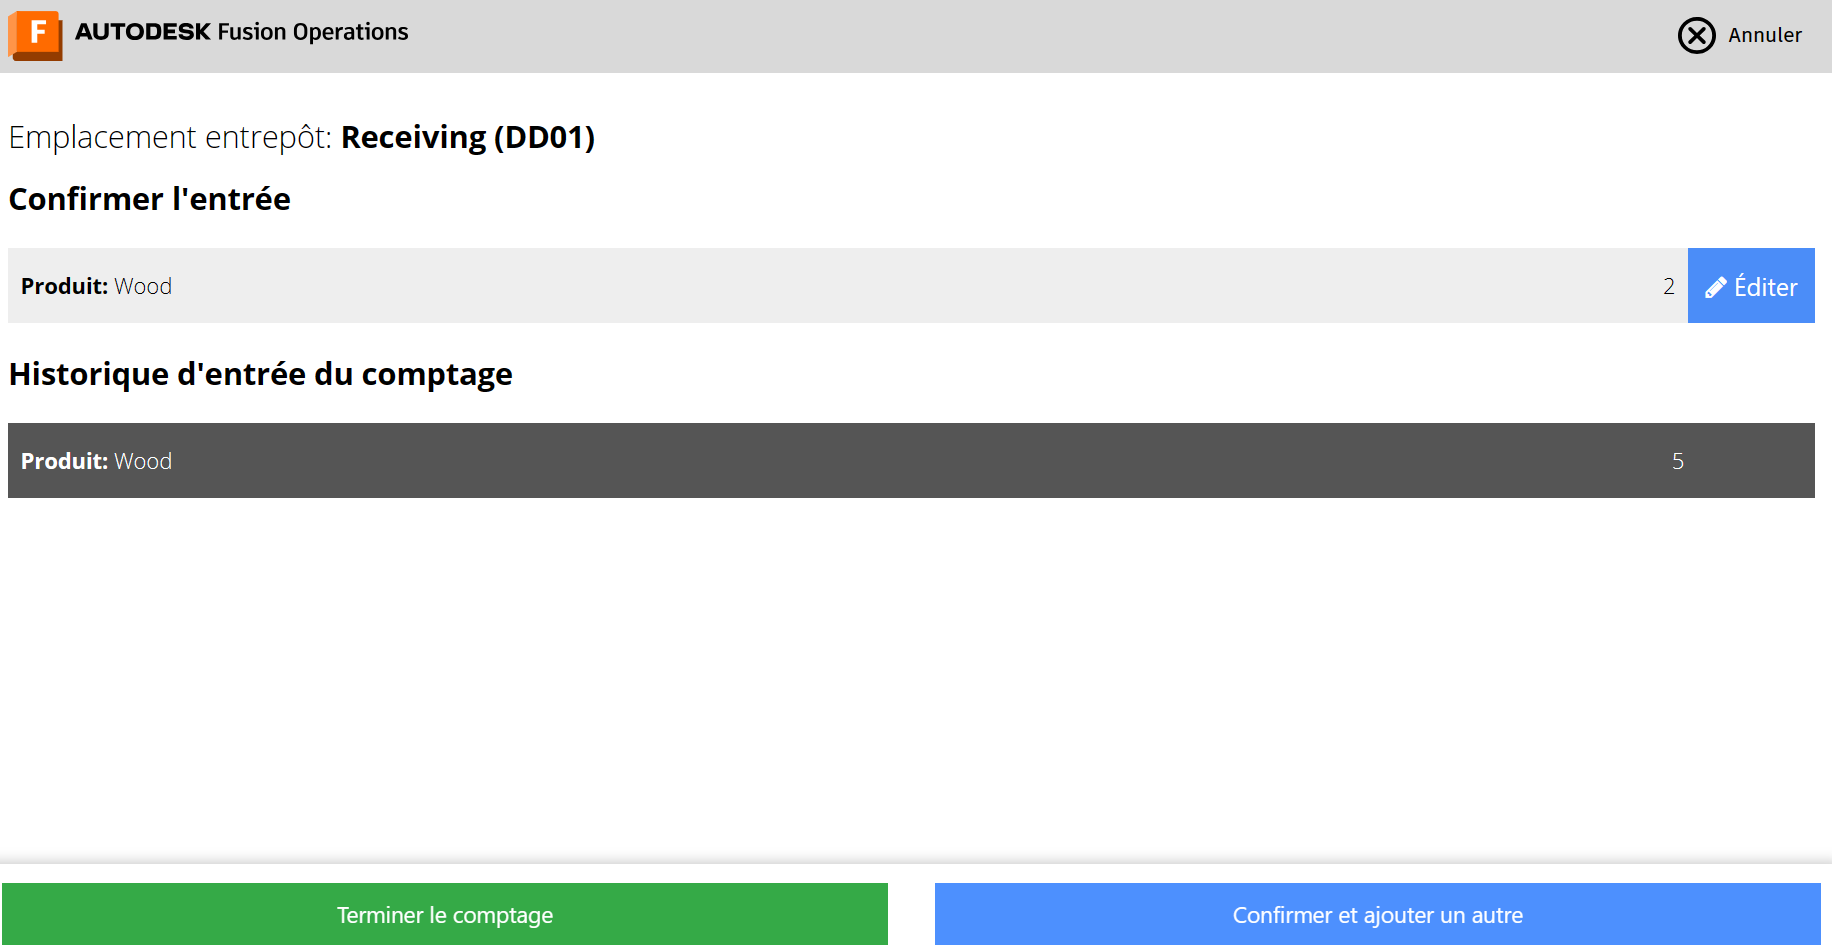 F AUTODESK Fusion Operations
Annuler
Emplacement entrepôt: Receiving (DD01)
Confirmer l'entrée
Produit: Wood 2 Éditer
Historique d'entrée du comptage
Produit: Wood 5
Terminer le comptage
Confirmer et ajouter un autre